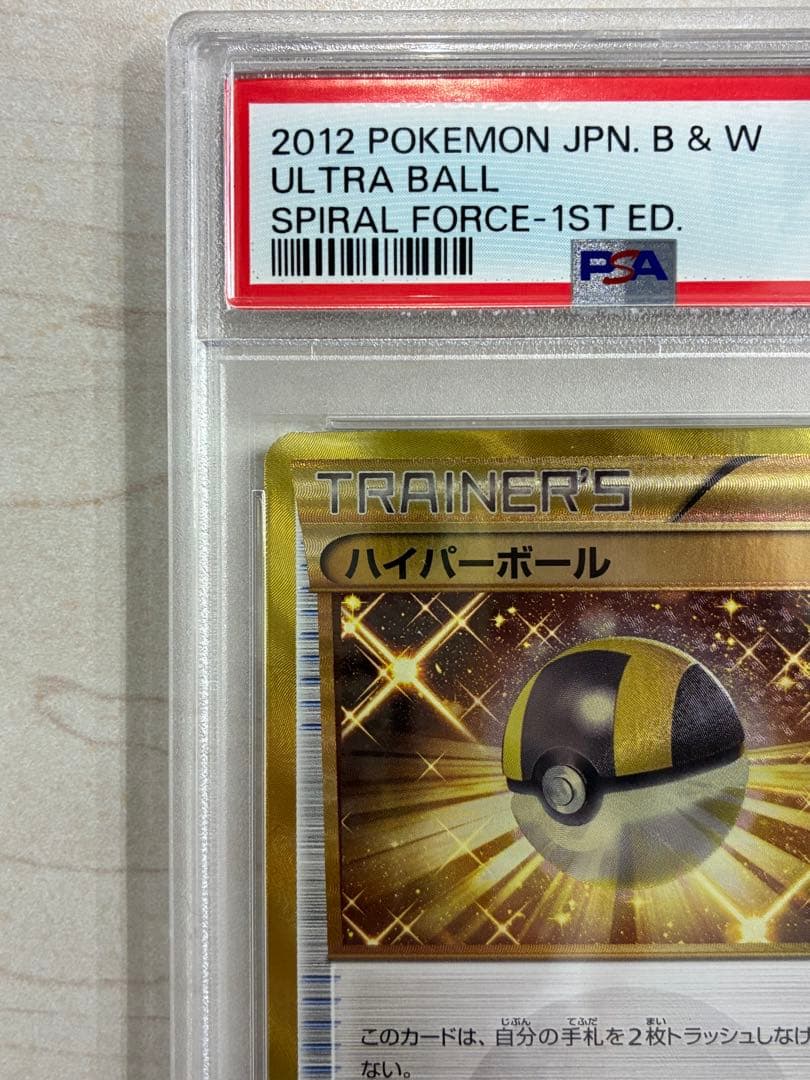 2012 POKEMON JPN. B & W
ULTRA BALL
SPIRAL FORCE-1ST ED.
PSA
TRAINER'S
ハイパーボール
このカードは、自分の手札を2枚トラッシュしなけ
ない。